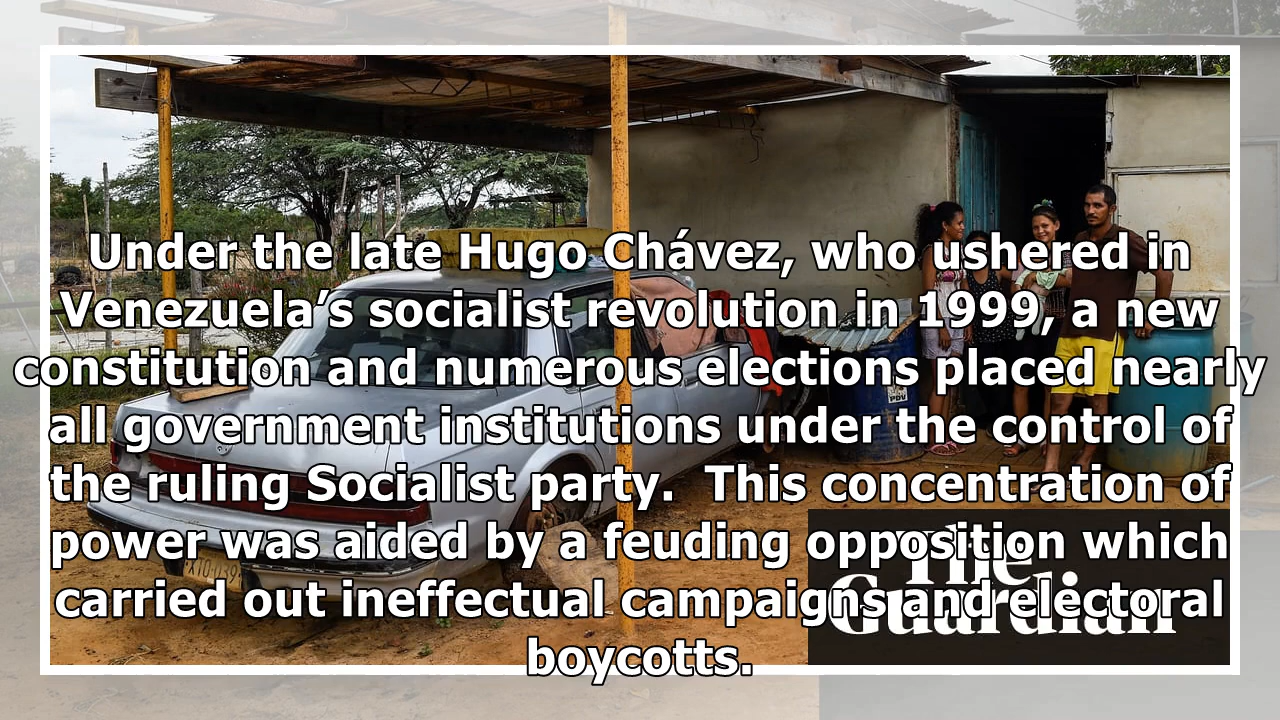 Under the late Hugo Chávez, who ushered in
Venezuela’s socialist revolution in 1999, a new
constitution and numerous elections placed nearly
all government institutions under the control of
the ruling Socialist party.  This concentration of
power was aided by a feuding opposition which
carried out ineffectual campaigns and electoral
boycotts.
The
Guardian
PDV